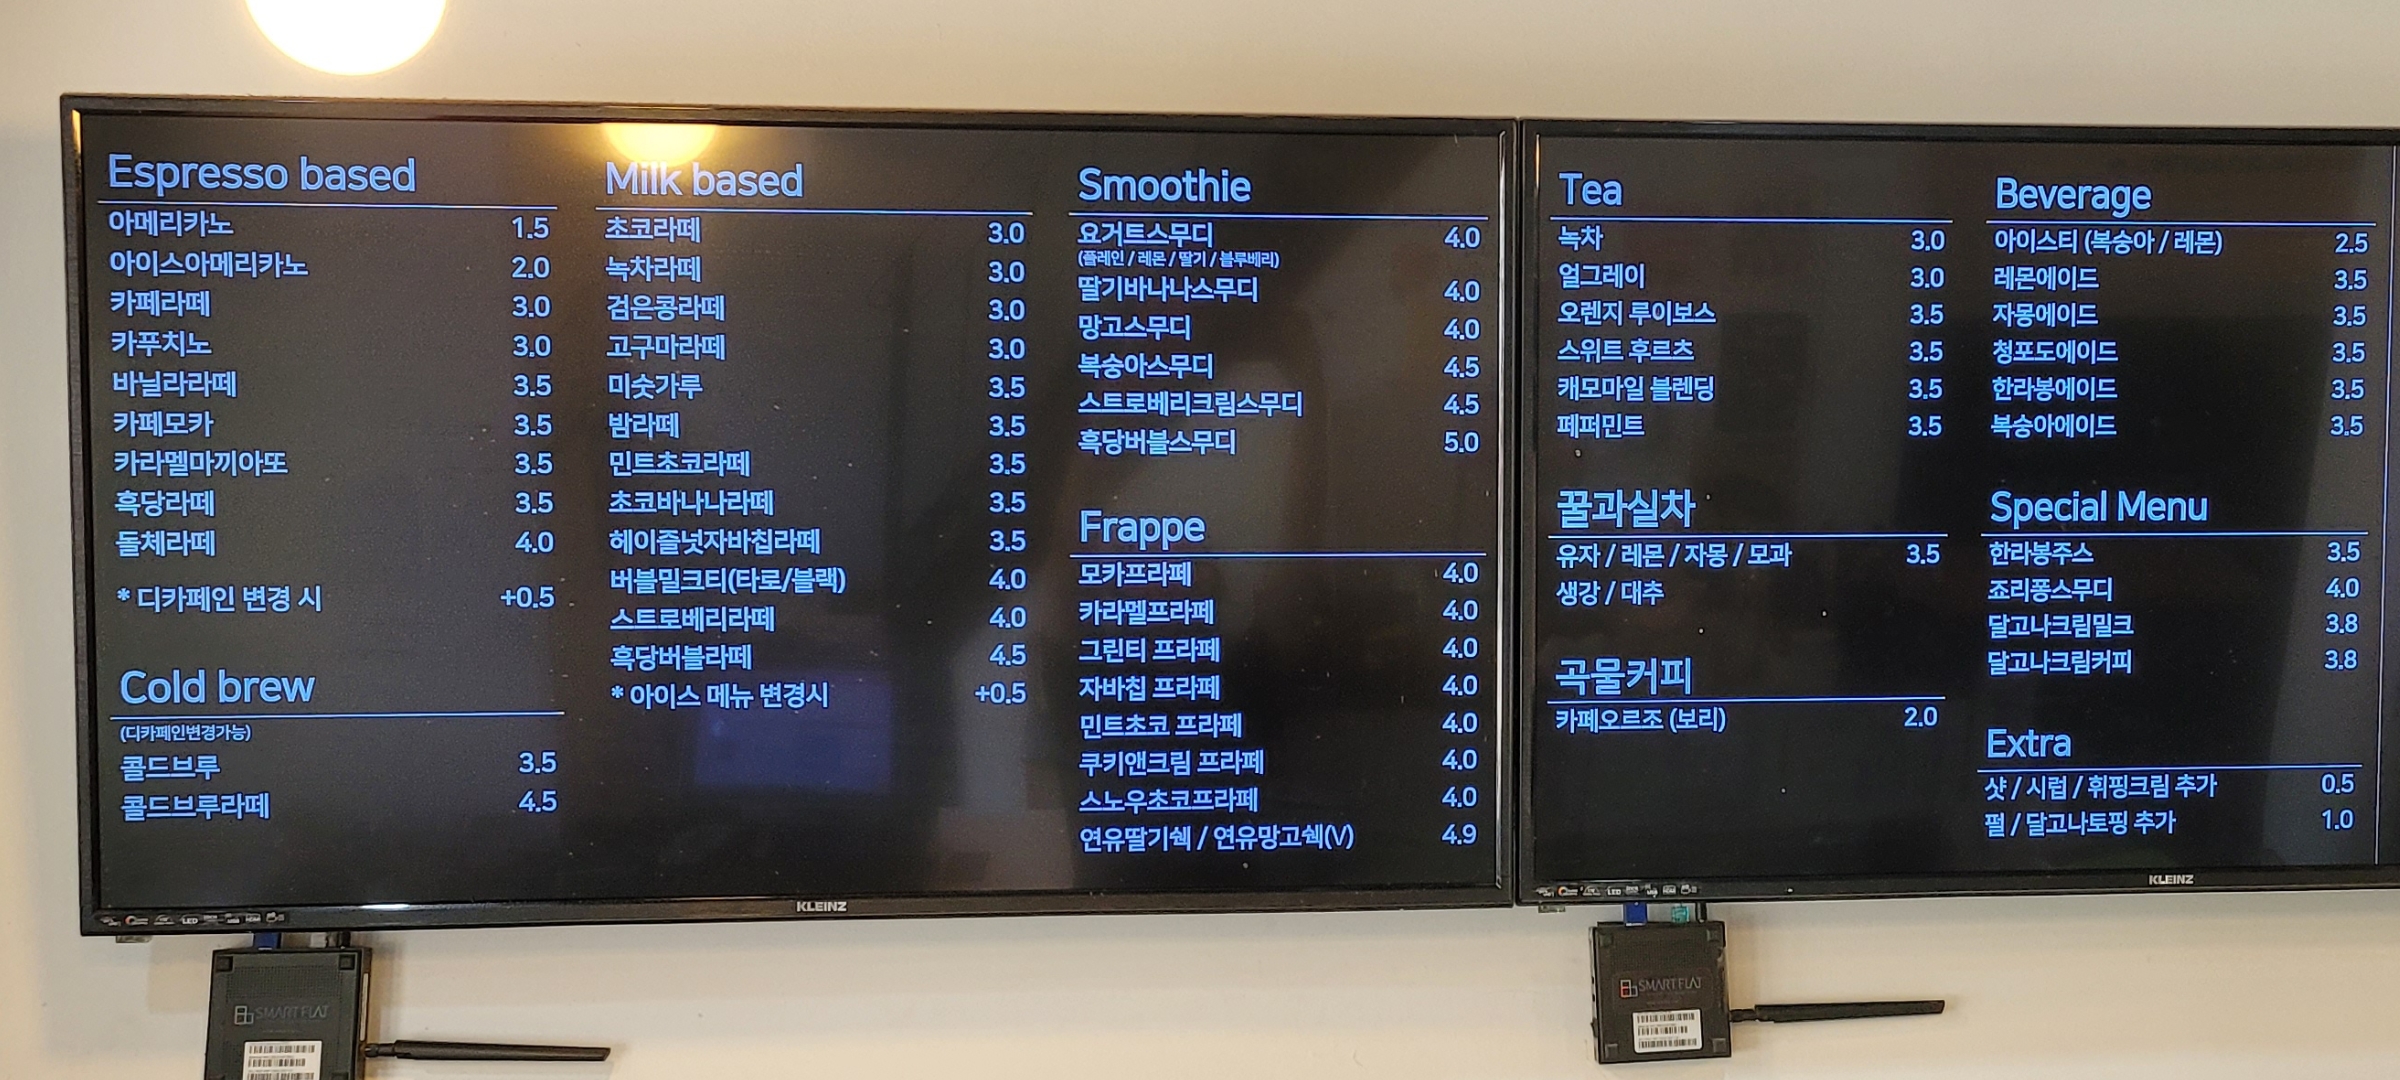 Espresso based
아메리카노 1.5
아이스아메리카노 2.0
카페라떼 3.0
카푸치노 3.0
바닐라라떼 3.5
카페모카 3.5
카라멜마끼아또 3.5
흑당라떼 3.5
돌체라떼 4.0
* 디카페인 변경 시 +0.5
Cold brew
(디카페인변경가능)
콜드브루 3.5
콜드브루라떼 4.5
Milk based
초코라떼 3.0
녹차라떼 3.0
검은콩라떼 3.0
고구마라떼 3.0
미숫가루 3.5
밤라떼 3.5
민트초코라떼 3.5
초코바나나라떼 3.5
헤이즐넛자바칩라떼 3.5
버블밀크티(타로/블랙) 4.0
스트로베리라떼 4.0
흑당버블라떼 4.5
* 아이스 메뉴 변경시 +0.5
Smoothie
요거트스무디 4.0
(플레인 / 레몬 / 딸기 / 블루베리)
딸기바나나스무디 4.0
망고스무디 4.0
복숭아스무디 4.5
스트로베리크림스무디 4.5
흑당버블스무디 5.0
Frappe
모카프라페 4.0
카라멜프라페 4.0
그린티 프라페 4.0
자바칩 프라페 4.0
민트초코 프라페 4.0
쿠키앤크림 프라페 4.0
스노우초코프라페 4.0
연유딸기쉑 / 연유망고쉑(V) 4.9
KLEINZ
Tea
녹차 3.0
얼그레이 3.0
오렌지 루이보스 3.5
스위트 후르츠 3.5
캐모마일 블렌딩 3.5
페퍼민트 3.5
꿀과실차
유자 / 레몬 / 자몽 / 모과 3.5
생강 / 대추
곡물커피
카페오르조 (보리) 2.0
Beverage
아이스티 (복숭아 / 레몬) 2.5
레몬에이드 3.5
자몽에이드 3.5
청포도에이드 3.5
한라봉에이드 3.5
복숭아에이드 3.5
Special Menu
한라봉주스 3.5
죠리퐁스무디 4.0
달고나크림밀크 3.8
달고나크림커피 3.8
Extra
샷 / 시럽 / 휘핑크림 추가 0.5
펄 / 달고나토핑 추가 1.0
KLEINZ
SMART FLAT
SMART FLAT